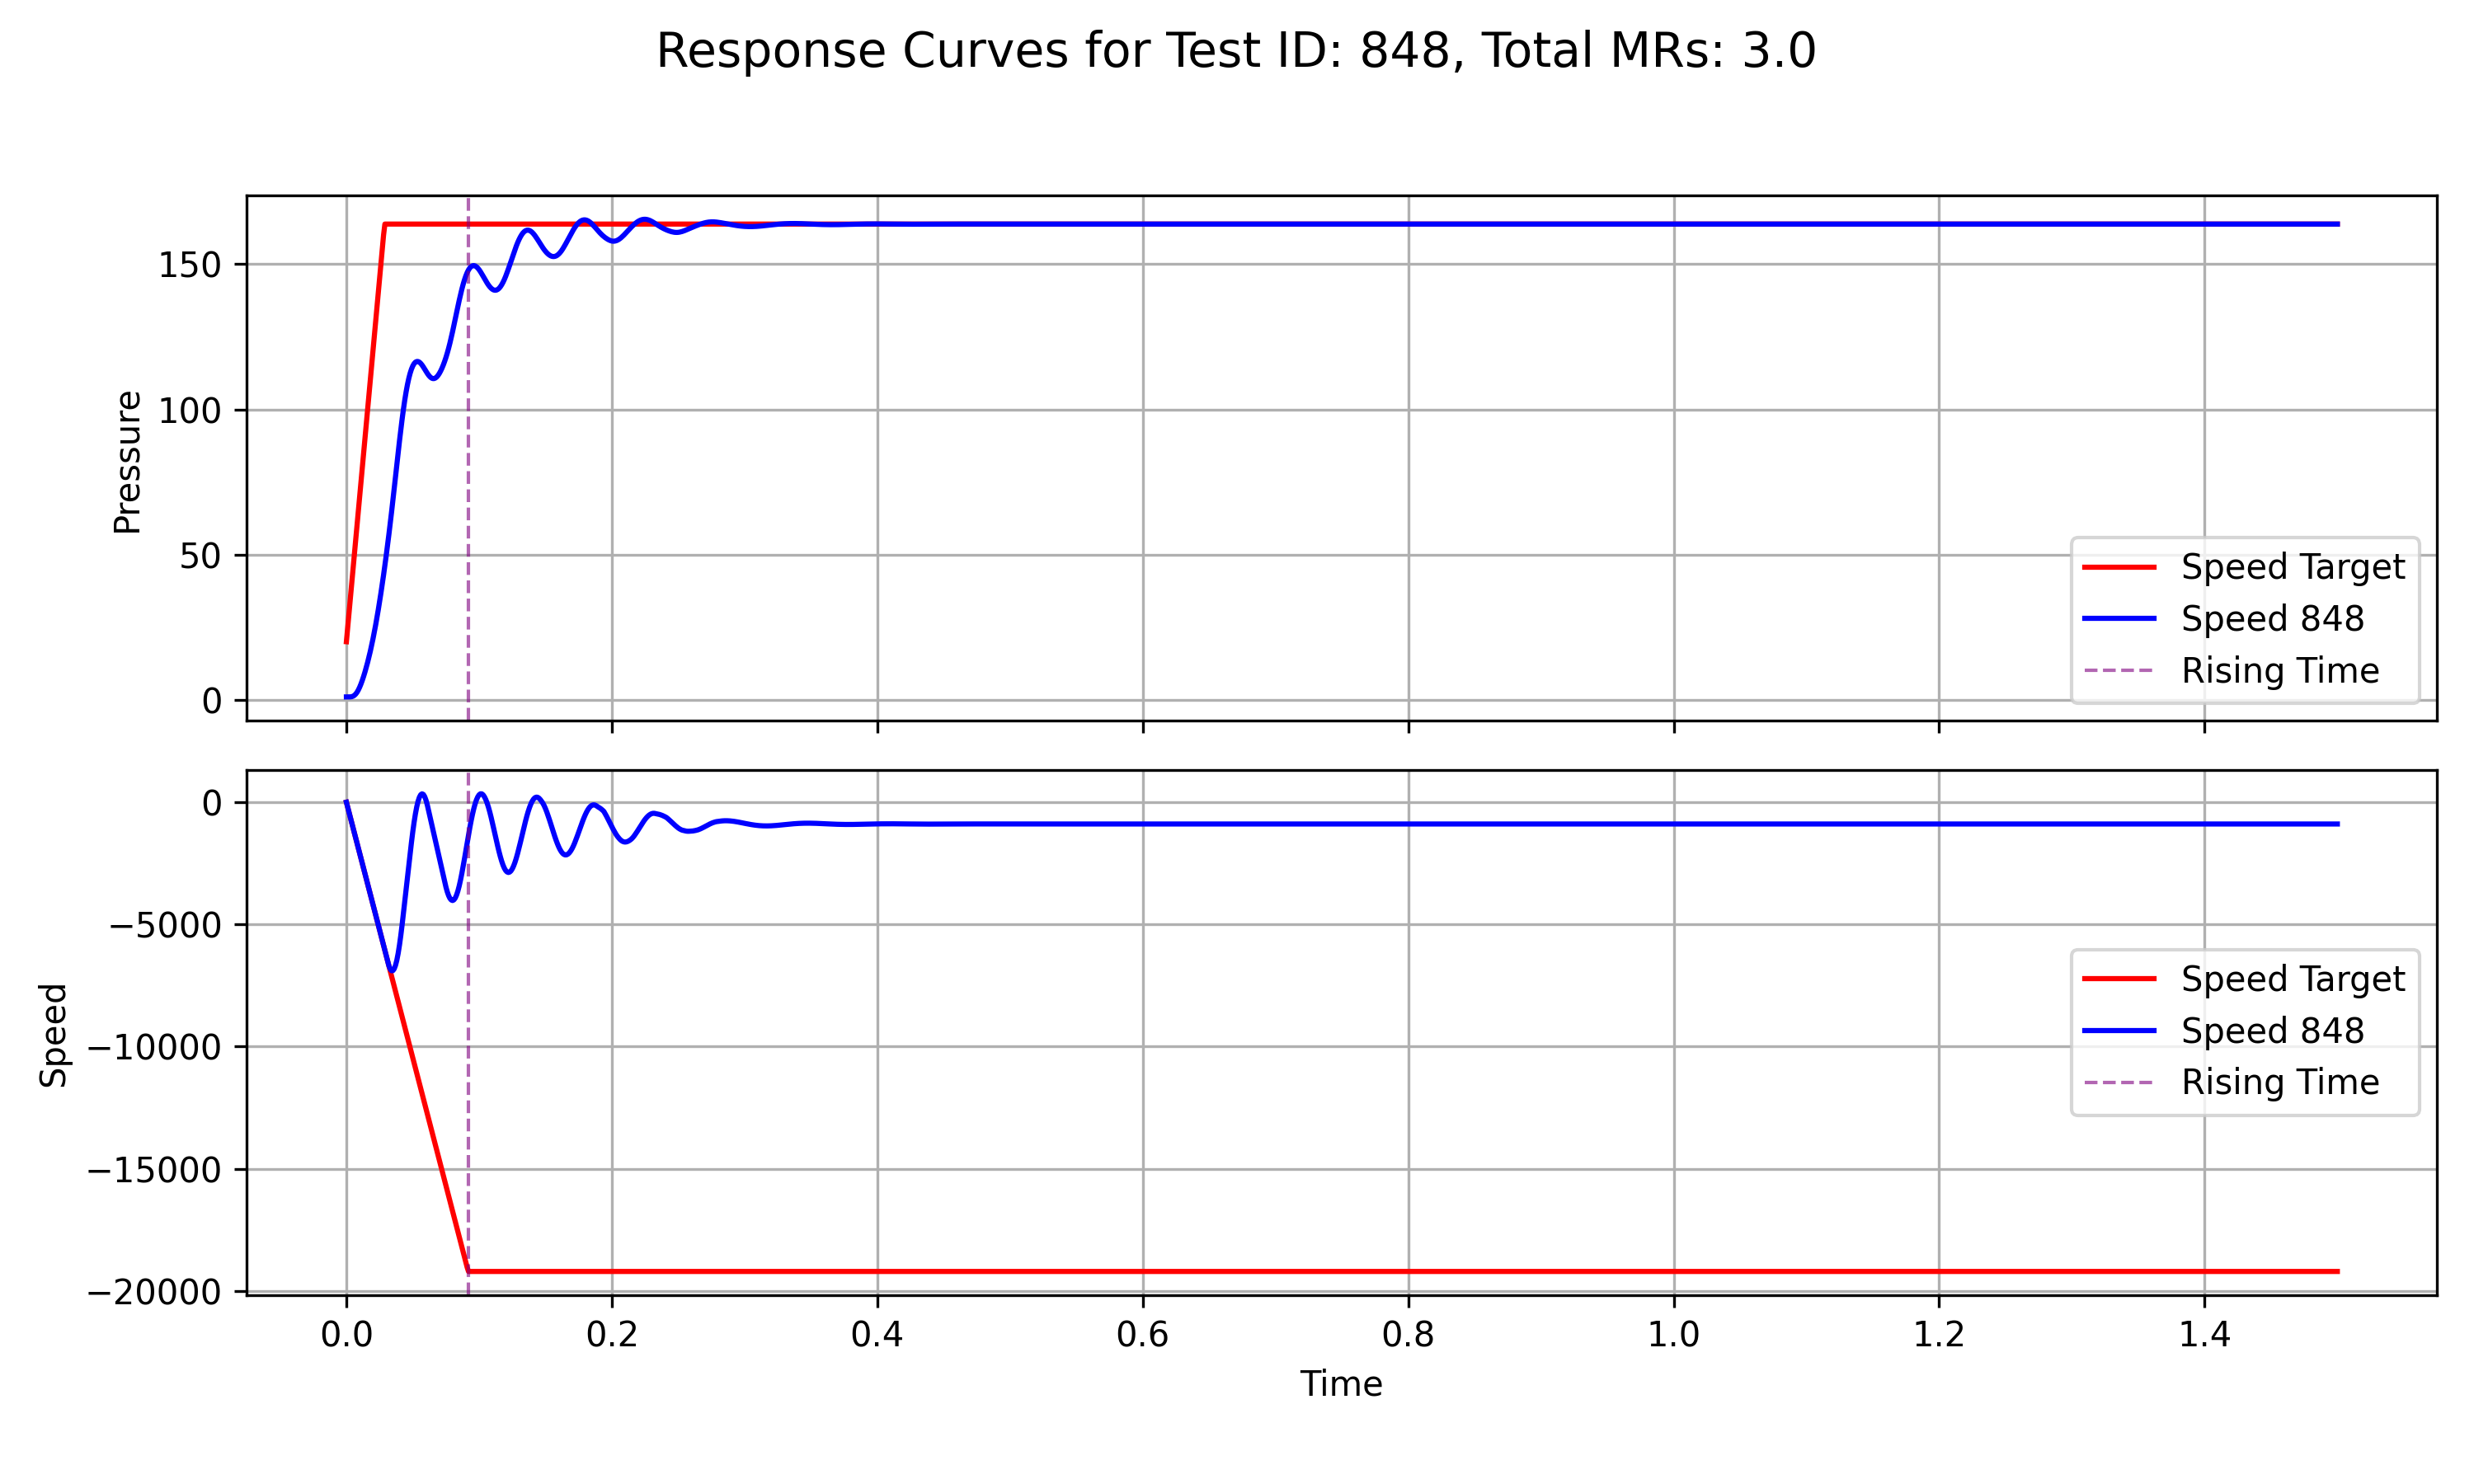 Response Curves for Test ID: 848, Total MRs: 3.0
Pressure
150
100
50
0
Speed Target
Speed 848
Rising Time
Speed
0
−5000
−10000
−15000
−20000
Speed Target
Speed 848
Rising Time
0.0 0.2 0.4 0.6 0.8 1.0 1.2 1.4
Time